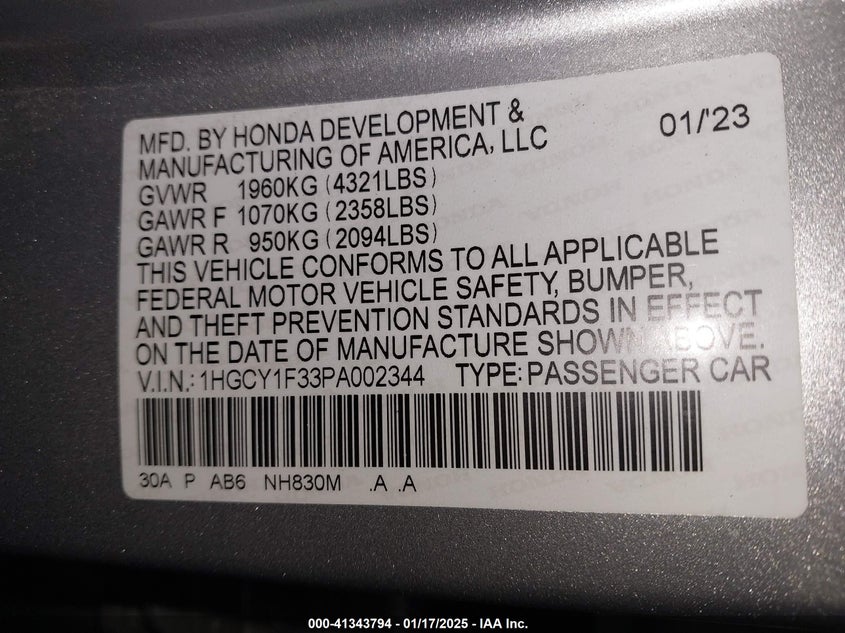 MFD. BY HONDA DEVELOPMENT &
MANUFACTURING OF AMERICA, LLC
01/'23
GVWR 1960KG (4321LBS)
GAWR F 1070KG (2358LBS)
GAWR R 950KG (2094LBS)
THIS VEHICLE CONFORMS TO ALL APPLICABLE
FEDERAL MOTOR VEHICLE SAFETY, BUMPER,
AND THEFT PREVENTION STANDARDS IN EFFECT
ON THE DATE OF MANUFACTURE SHOWN ABOVE.
V.I.N.: 1HGCY1F33PA002344 TYPE: PASSENGER CAR
30A P AB6 NH830M .A .A
000-41343794 — 01/17/2025 — IAA Inc.